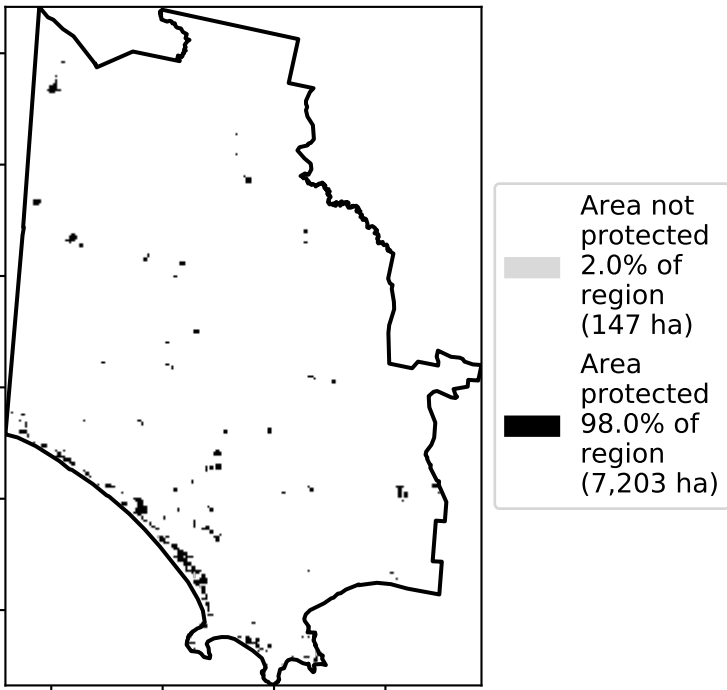 Area not
protected
2.0% of
region
(147 ha)
Area
protected
98.0% of
region
(7,203 ha)